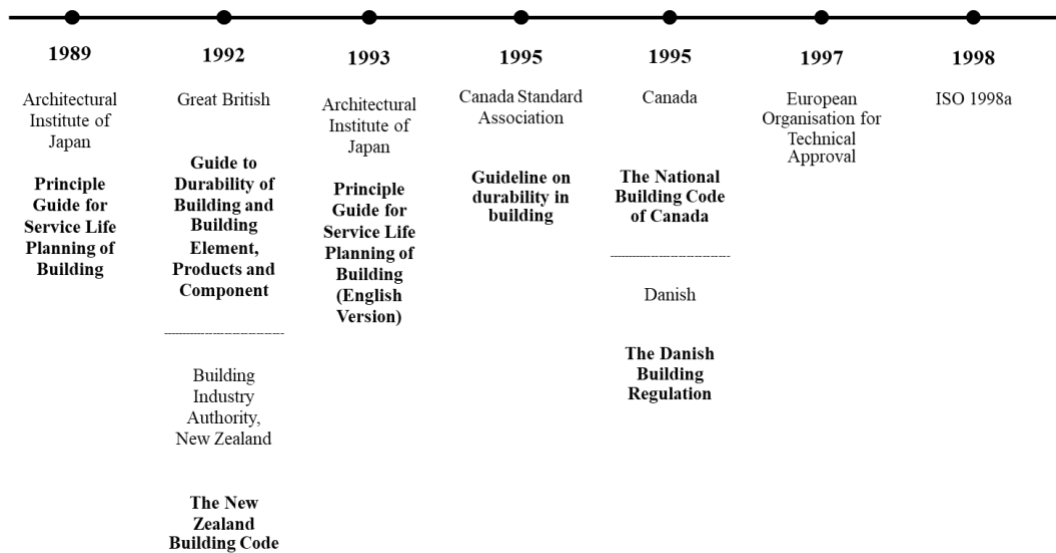 1989
Architectural
Institute of
Japan
Principle
Guide for
Service Life
Planning of
Building
1992
Great British
Guide to
Durability of
Building and
Building
Element,
Products and
Component
Building
Industry
Authority,
New Zealand
The New
Zealand
Building Code
1993
Architectural
Institute of
Japan
Principle
Guide for
Service Life
Planning of
Building
(English
Version)
1995
Canada Standard
Association
Guideline on
durability in
building
1995
Canada
The National
Building Code
of Canada
Danish
The Danish
Building
Regulation
1997
European
Organisation for
Technical
Approval
1998
ISO 1998a